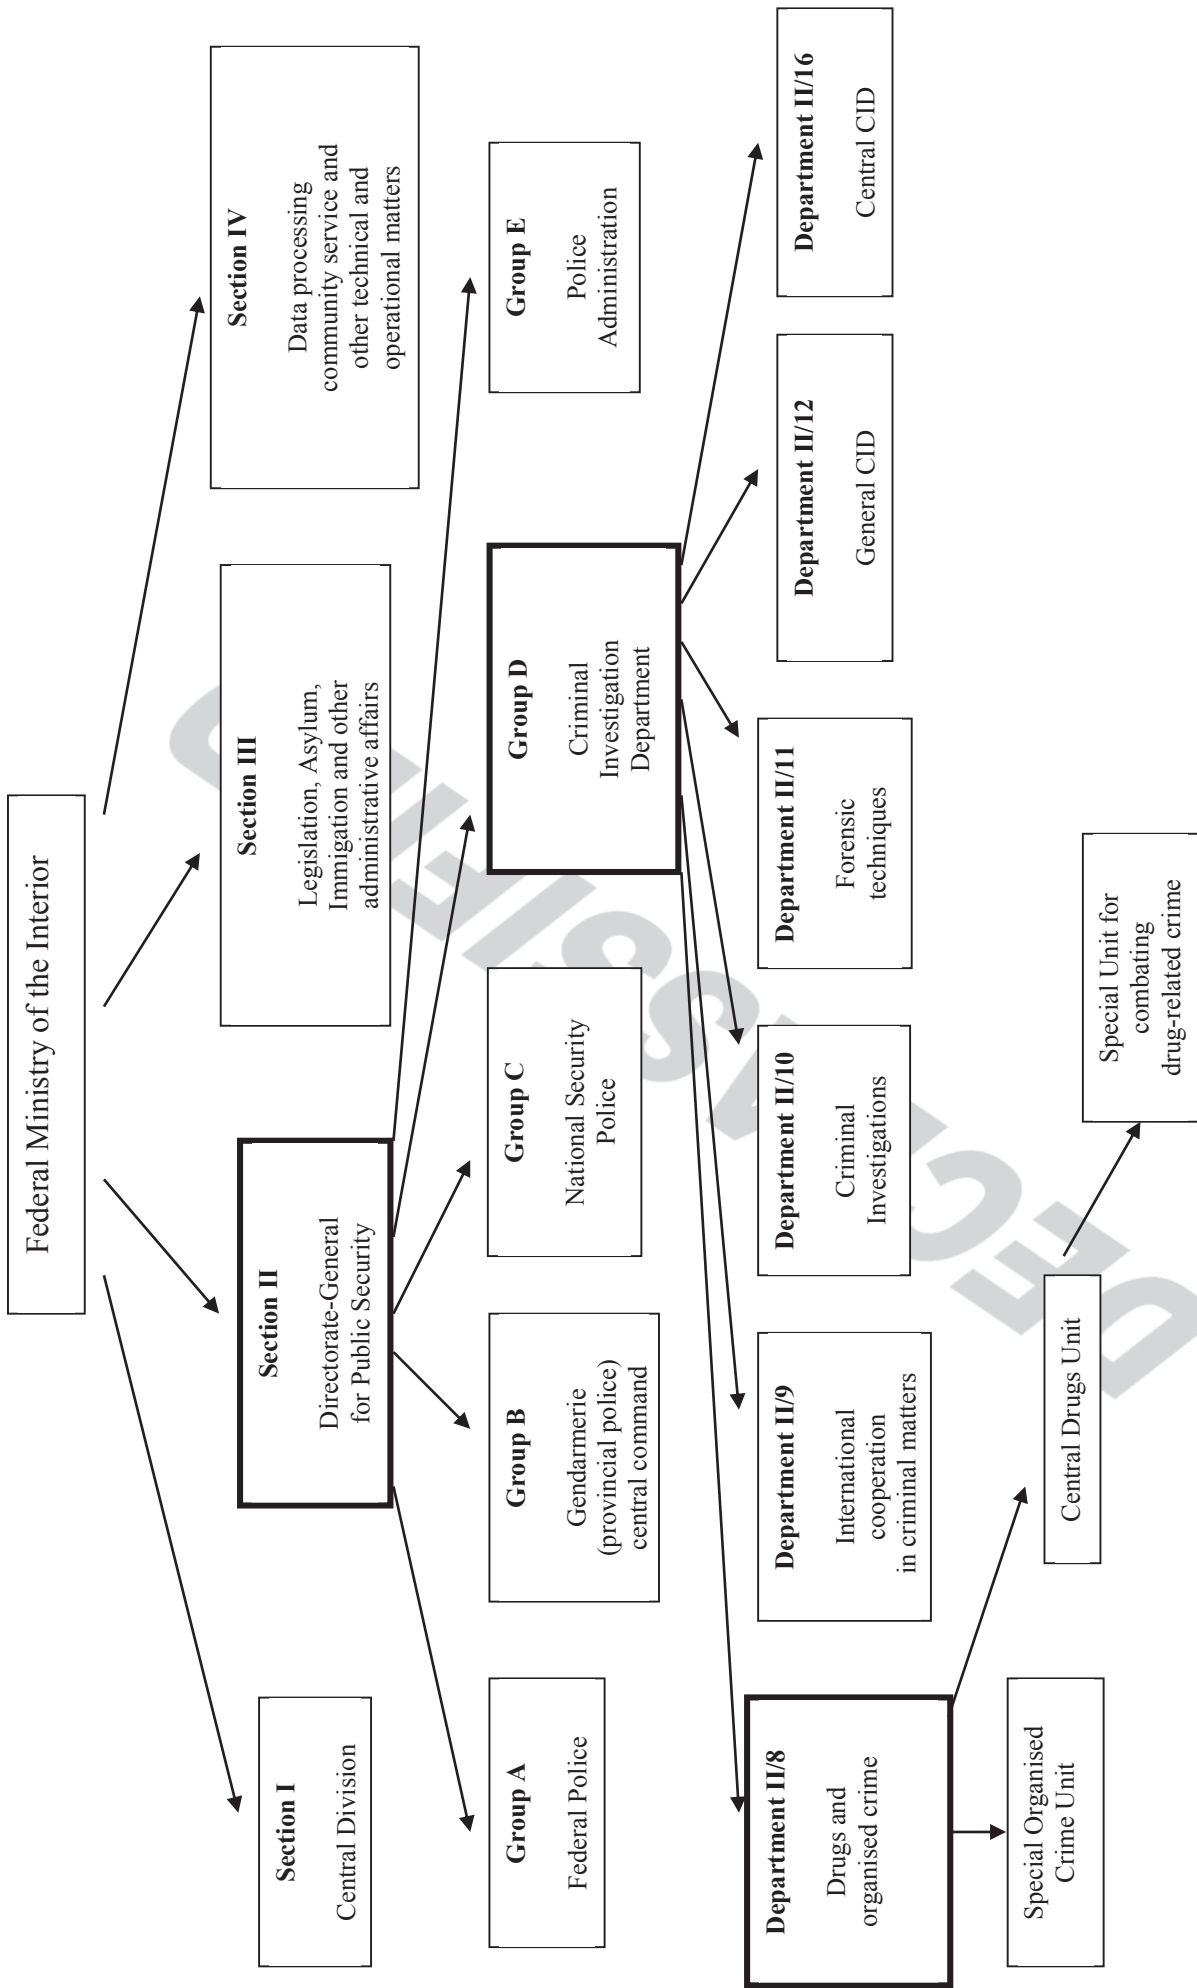 Federal Ministry of the Interior
Section I
Central Division
Section II
Directorate-General
for Public Security
Section III
Legislation, Asylum,
Immigation and other
administrative affairs
Section IV
Data processing
community service and
other technical and
operational matters
Group A
Federal Police
Group B
Gendarmerie
(provincial police)
central command
Group C
National Security
Police
Group D
Criminal
Investigation
Department
Group E
Police
Administration
Department II/8
Drugs and
organised crime
Department II/9
International
cooperation
in criminal matters
Department II/10
Criminal
Investigations
Department II/11
Forensic
techniques
Department II/12
General CID
Department II/16
Central CID
Special Organised
Crime Unit
Central Drugs Unit
Special Unit for
combating
drug-related crime
DECLASSIFIED